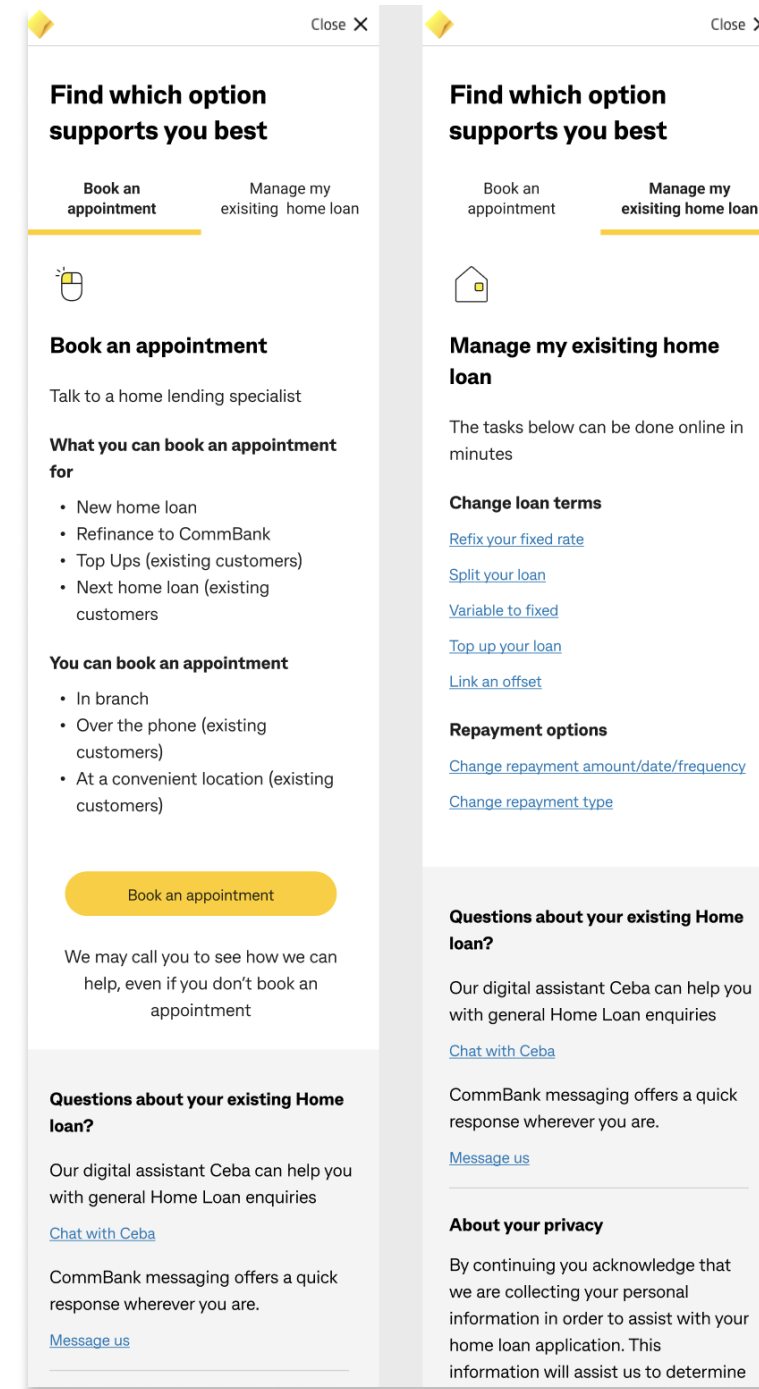 Close
Find which option
supports you best
Book an
appointment
Manage my
exisiting home loan
Book an appointment
Talk to a home lending specialist
What you can book an appointment
for
• New home loan
• Refinance to CommBank
• Top Ups (existing customers)
• Next home loan (existing
customers
You can book an appointment
• In branch
• Over the phone (existing
customers)
• At a convenient location (existing
customers)
Book an appointment
We may call you to see how we can
help, even if you don’t book an
appointment
Questions about your existing Home
loan?
Our digital assistant Ceba can help you
with general Home Loan enquiries
Chat with Ceba
CommBank messaging offers a quick
response wherever you are.
Message us
Close
Find which option
supports you best
Book an
appointment
Manage my
exisiting home loan
Manage my exisiting home
loan
The tasks below can be done online in
minutes
Change loan terms
Refix your fixed rate
Split your loan
Variable to fixed
Top up your loan
Link an offset
Repayment options
Change repayment amount/date/frequency
Change repayment type
Questions about your existing Home
loan?
Our digital assistant Ceba can help you
with general Home Loan enquiries
Chat with Ceba
CommBank messaging offers a quick
response wherever you are.
Message us
About your privacy
By continuing you acknowledge that
we are collecting your personal
information in order to assist with your
home loan application. This
information will assist us to determine